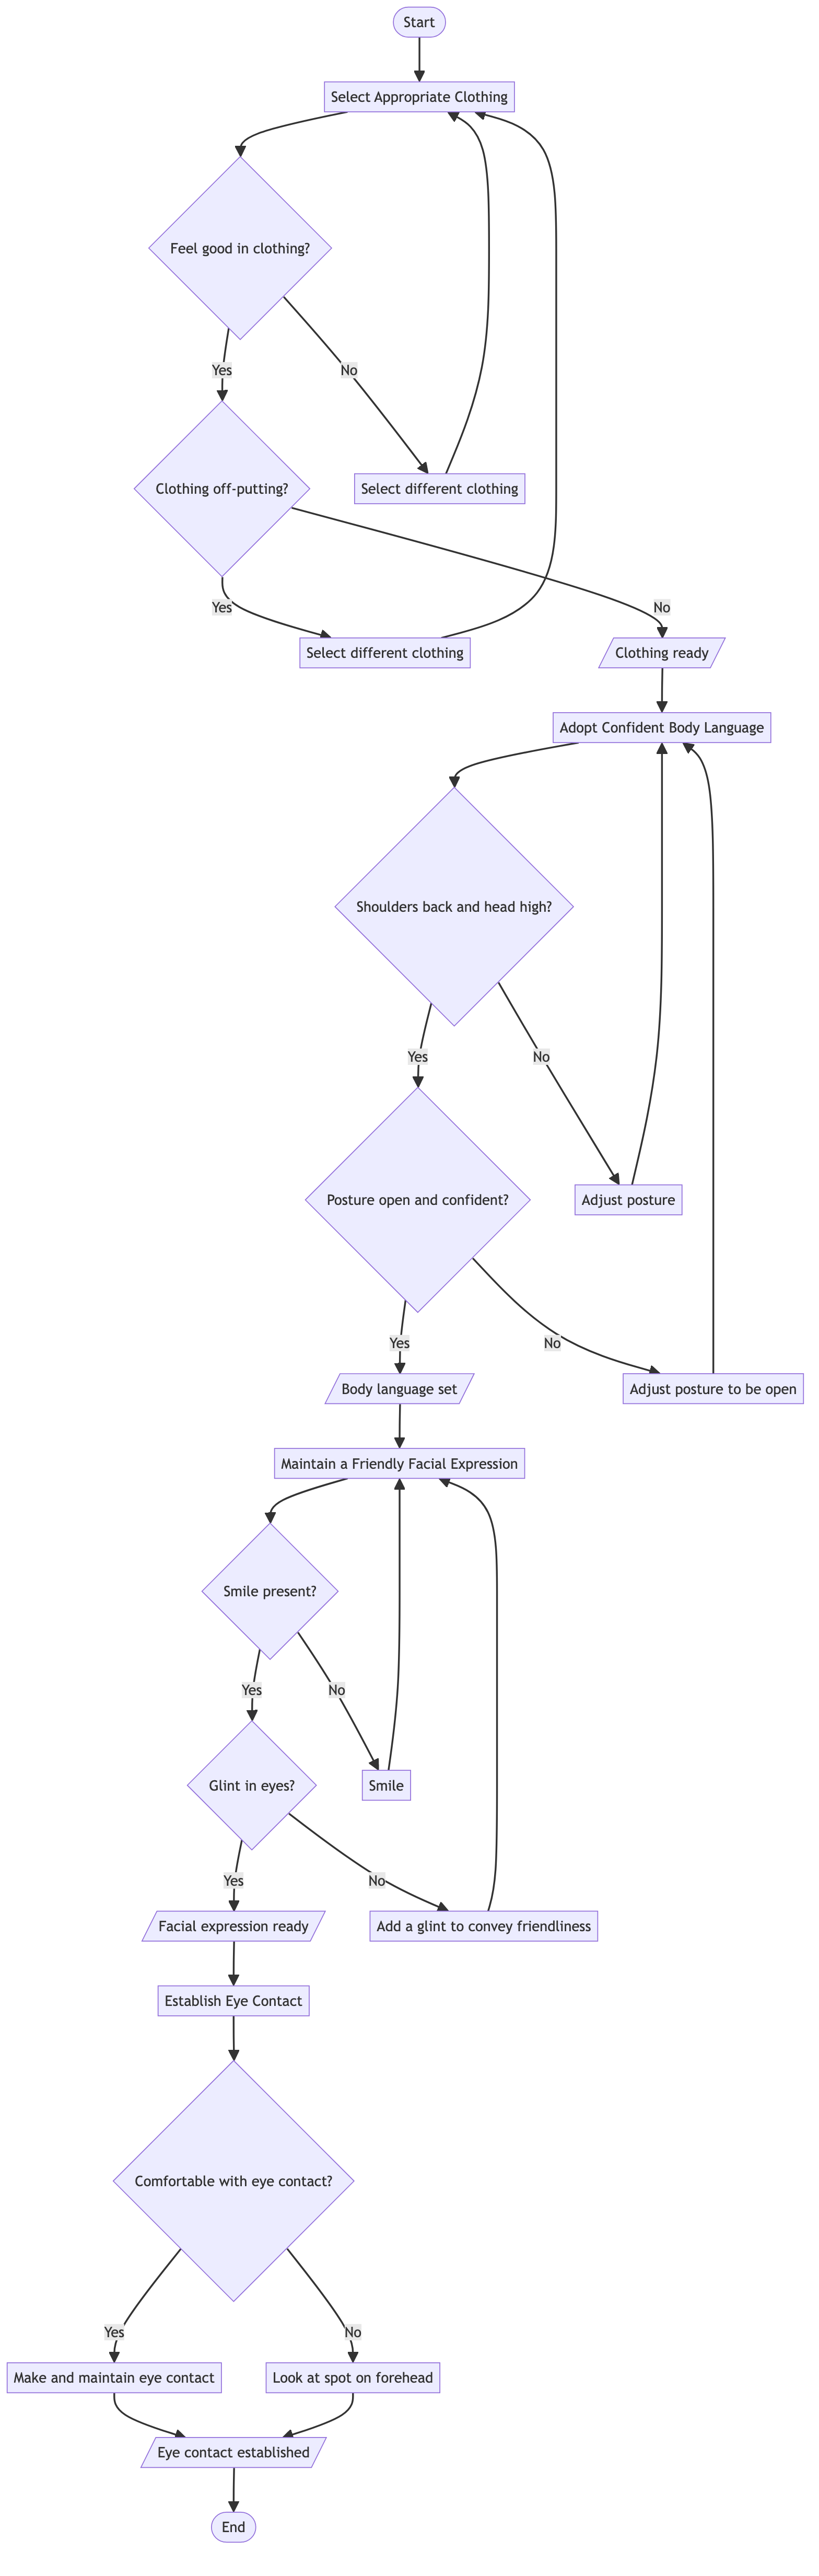 Start
Select Appropriate Clothing
Feel good in clothing?
Yes
No
Clothing off-putting?
Select different clothing
Yes
No
Select different clothing
Clothing ready
Adopt Confident Body Language
Shoulders back and head high?
Yes
No
Posture open and confident?
Adjust posture
Yes
No
Body language set
Adjust posture to be open
Maintain a Friendly Facial Expression
Smile present?
Yes
No
Glint in eyes?
Smile
Yes
No
Facial expression ready
Add a glint to convey friendliness
Establish Eye Contact
Comfortable with eye contact?
Yes
No
Make and maintain eye contact
Look at spot on forehead
Eye contact established
End